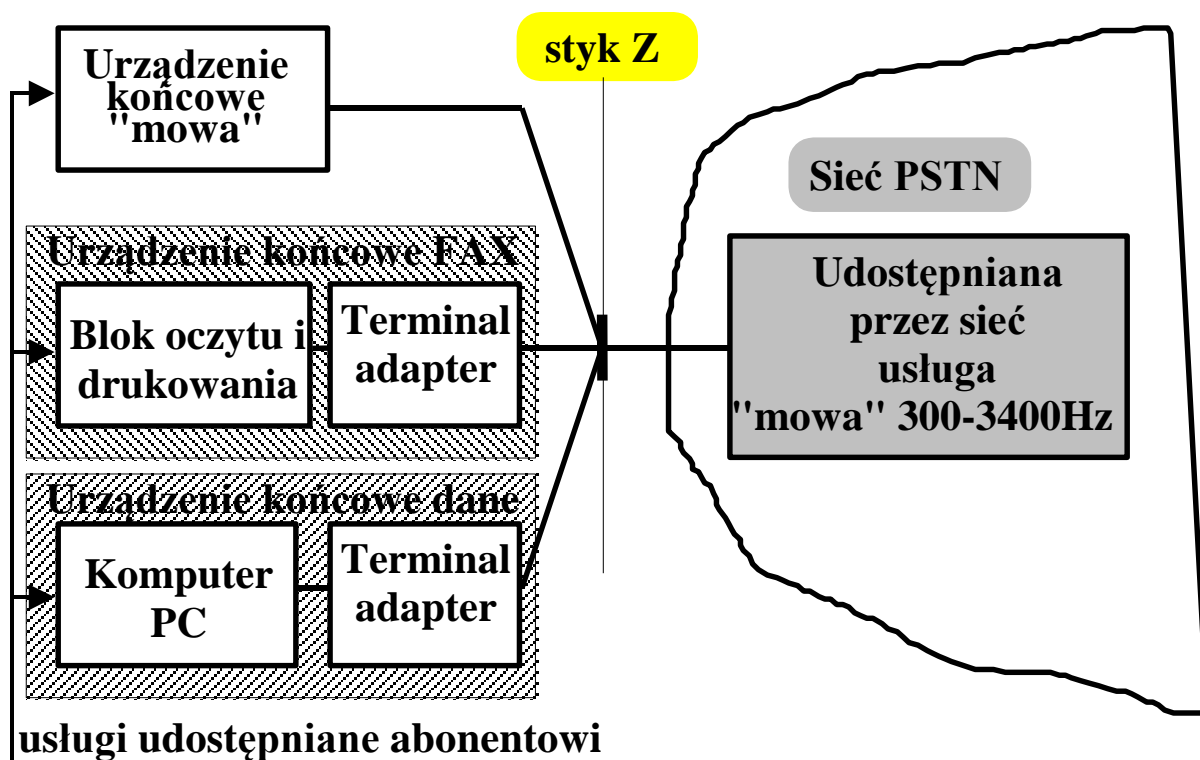 styk Z
Urządzenie
końcowe
"mowa"
Sieć PSTN
Urządzenie końcowe FAX
Blok oczytu i
drukowania
Terminal
adapter
Udostępniana
przez sieć
usługa
"mowa" 300-3400Hz
Urządzenie końcowe dane
Komputer
PC
Terminal
adapter
usługi udostępniane abonentowi